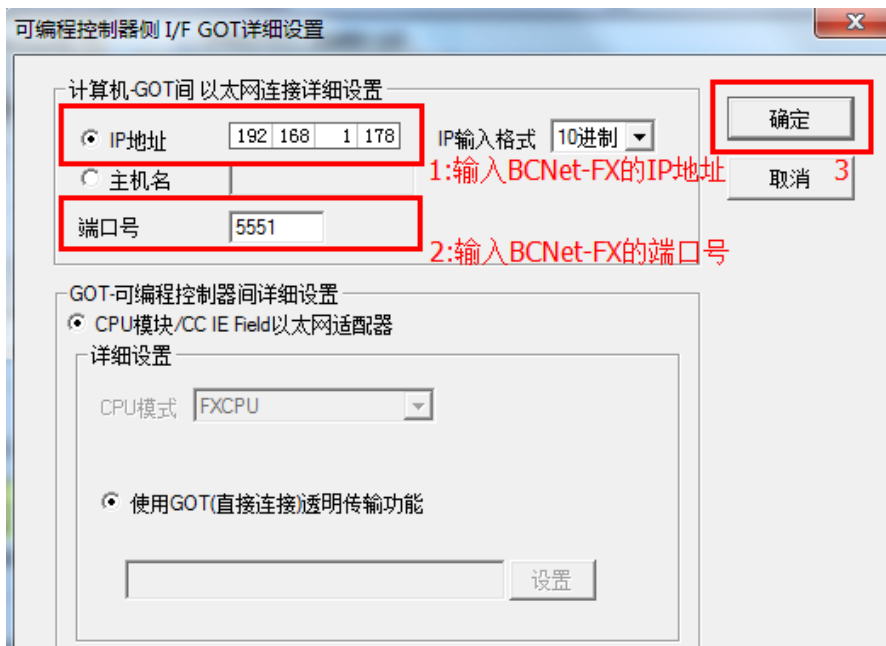 可编程控制器侧 I/F GOT详细设置
计算机-GOT间 以太网连接详细设置
IP地址 192 168 1 178 IP输入格式 10进制
确定
1:输入BCNet-FX的IP地址
主机名
取消 3
端口号 5551
2:输入BCNet-FX的端口号
GOT-可编程控制器间详细设置
CPU模块/CC IE Field以太网适配器
详细设置
CPU模式 FXCPU
使用GOT(直接连接)透明传输功能
设置